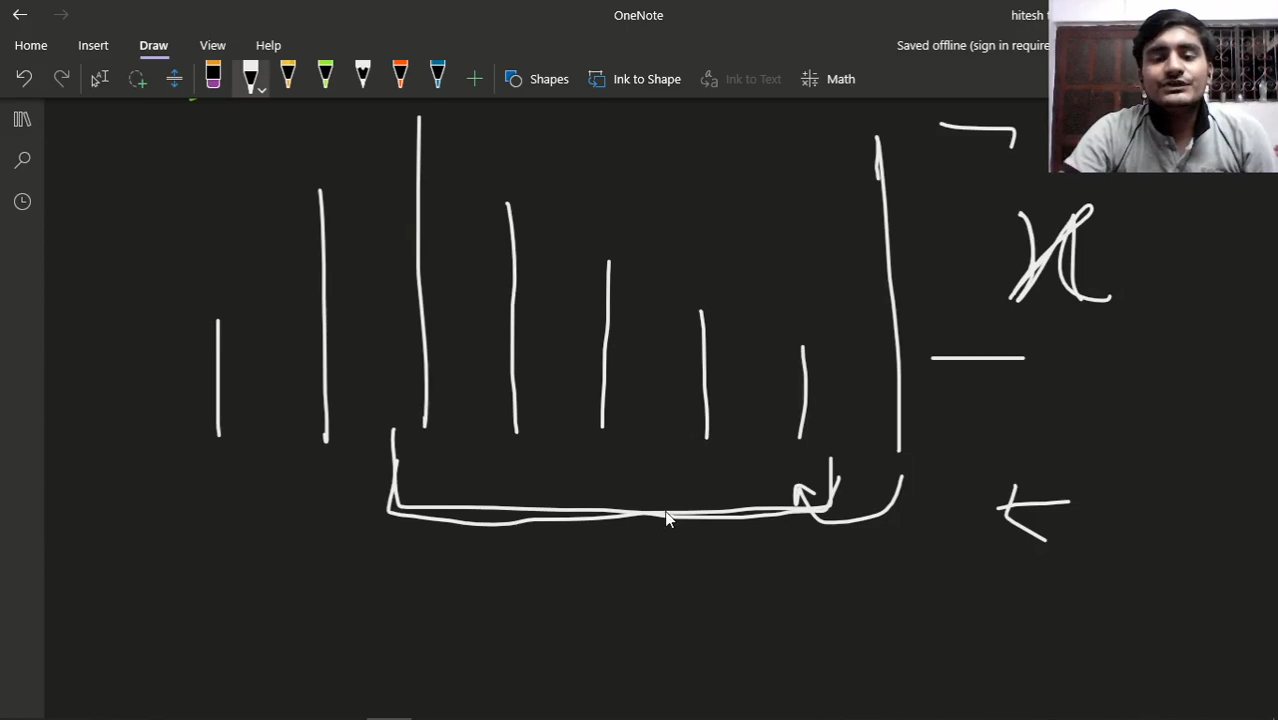 OneNote
hitesh
Home Insert Draw View Help
Saved offline (sign in require
Shapes Ink to Shape Ink to Text Math
x